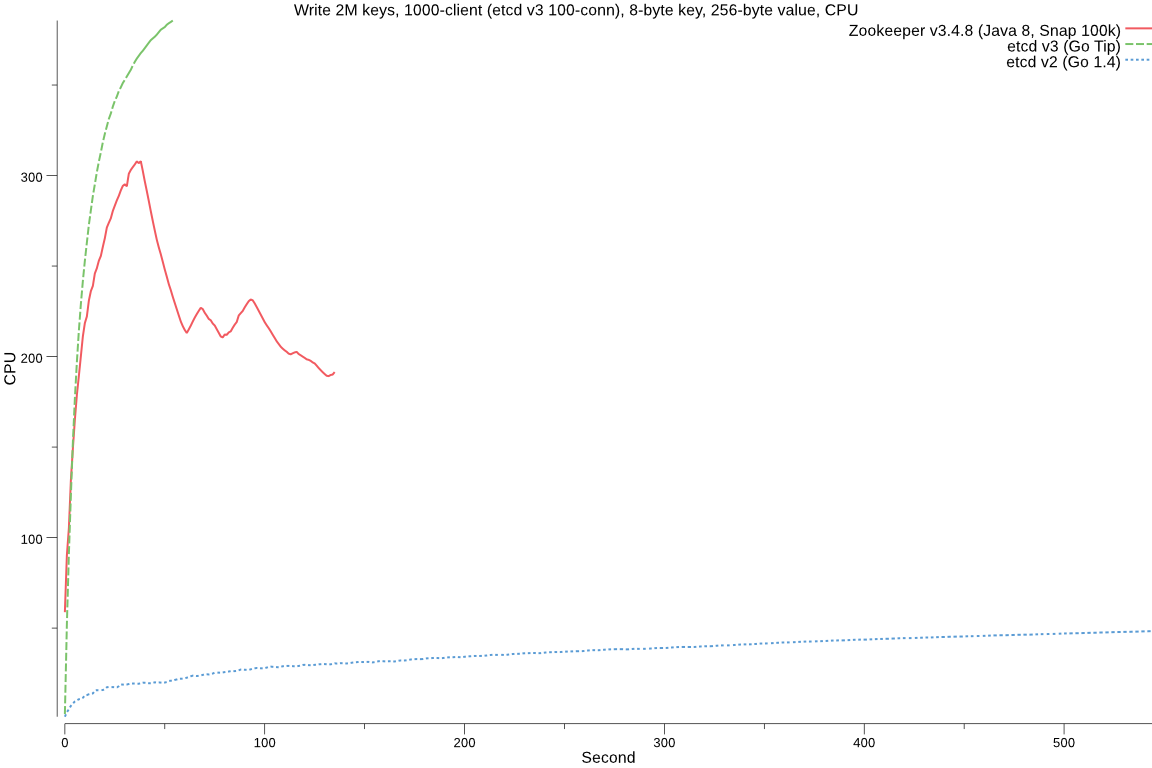 Write 2M keys, 1000-client (etcd v3 100-conn), 8-byte key, 256-byte value, CPU
Zookeeper v3.4.8 (Java 8, Snap 100k)
etcd v3 (Go Tip)
etcd v2 (Go 1.4)
300
200
100
CPU
0 100 200 300 400 500
Second